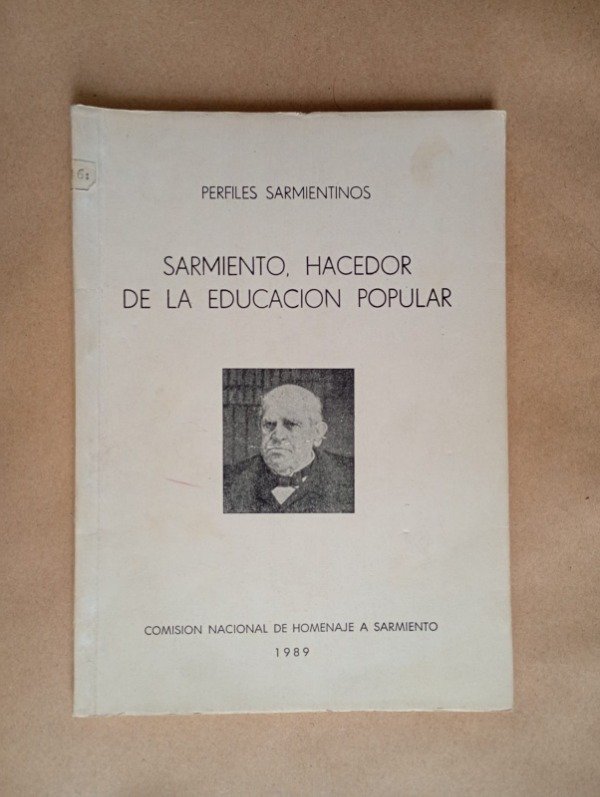 PERFILES SARMIENTINOS
SARMIENTO, HACEDOR
DE LA EDUCACION POPULAR
COMISION NACIONAL DE HOMENAJE A SARMIENTO
1989